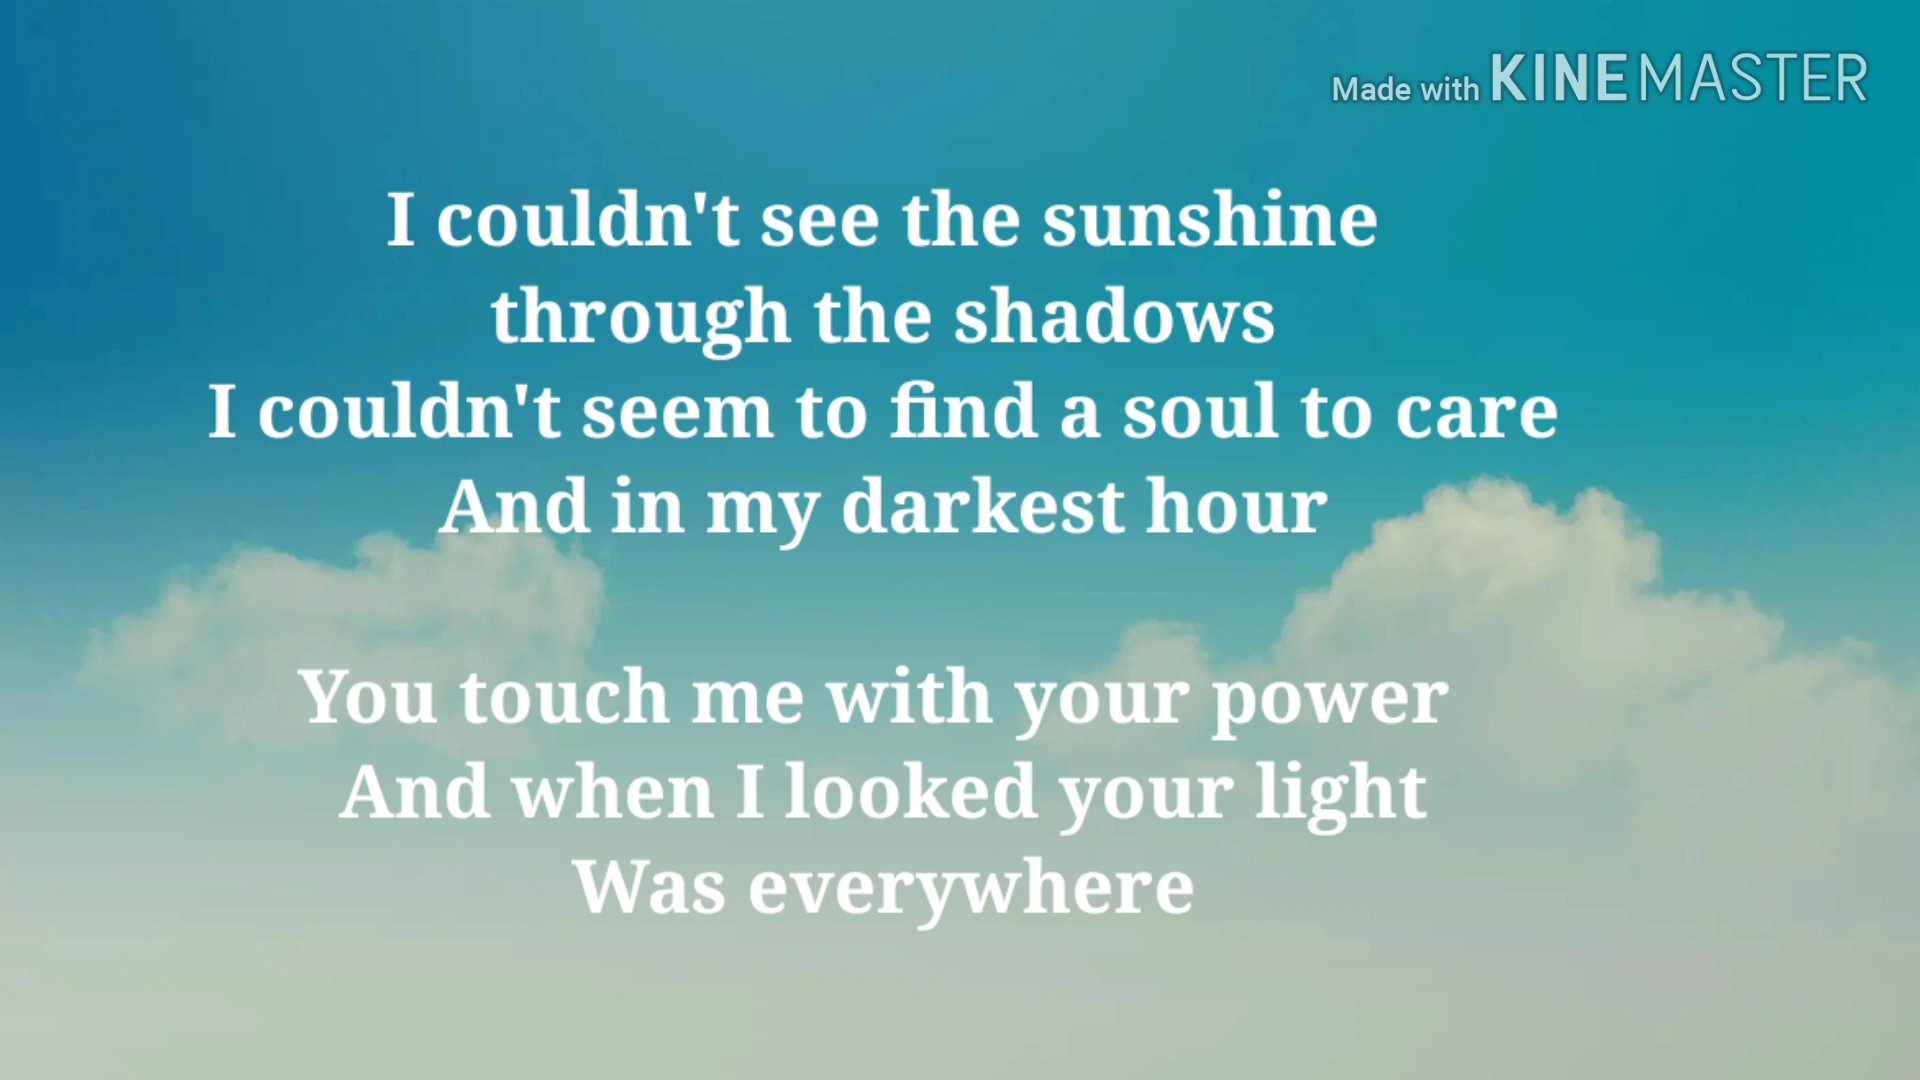 Made with KINEMASTER
I couldn't see the sunshine
through the shadows
I couldn't seem to find a soul to care
And in my darkest hour
You touch me with your power
And when I looked your light
Was everywhere